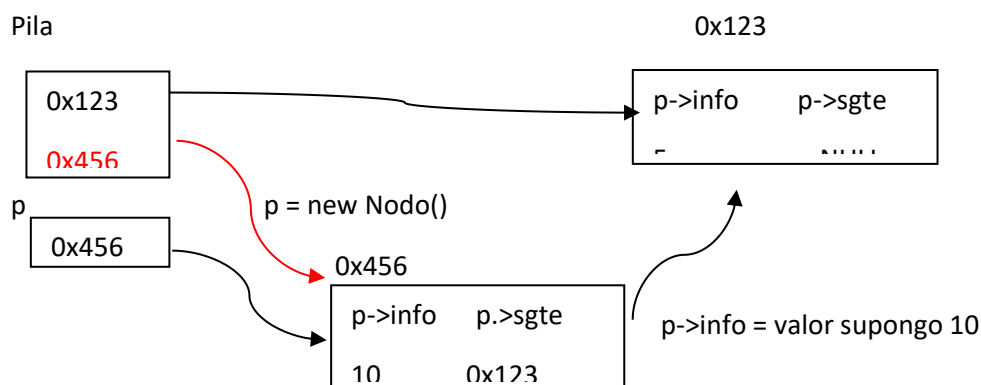 Pila
0x123
0x123
0x456
p->info p->sgte
p
0x456
p = new Nodo()
0x456
p->info p.>sgte
10 0x123
p->info = valor supongo 10